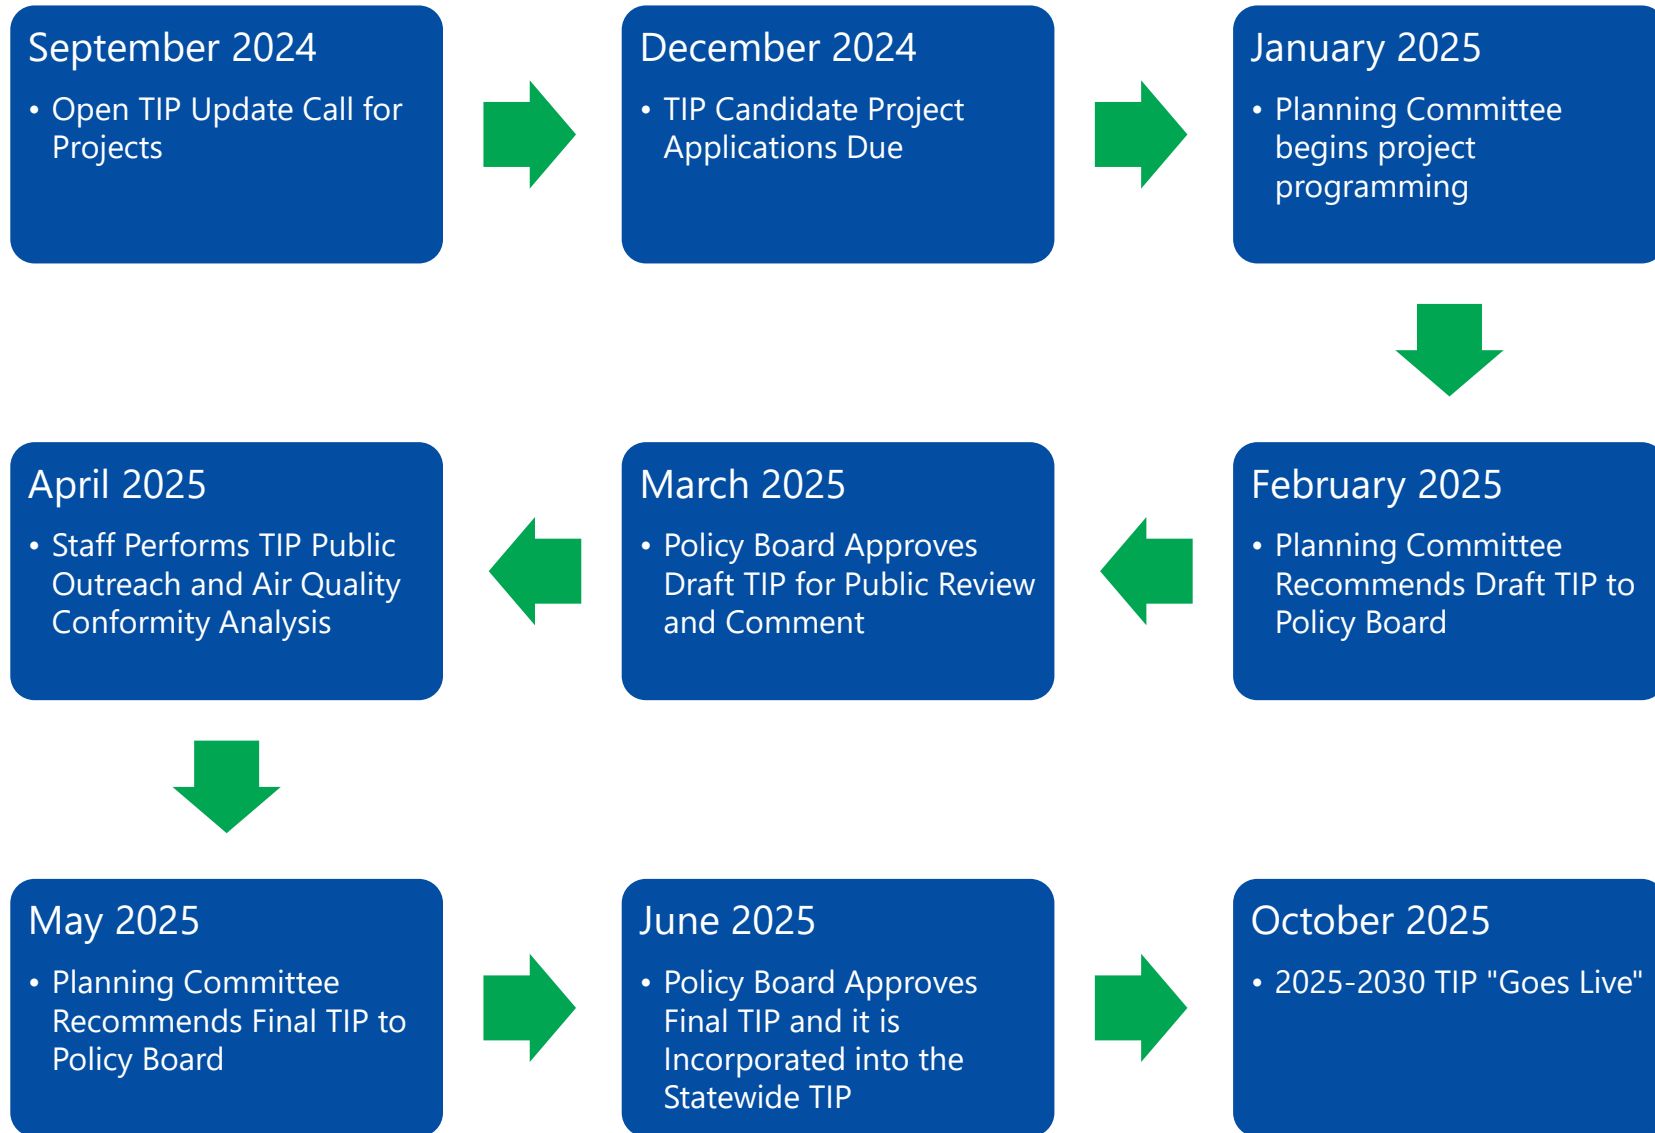 September 2024
• Open TIP Update Call for
Projects
December 2024
• TIP Candidate Project
Applications Due
January 2025
• Planning Committee
begins project
programming
February 2025
• Planning Committee
Recommends Draft TIP to
Policy Board
March 2025
• Policy Board Approves
Draft TIP for Public Review
and Comment
April 2025
• Staff Performs TIP Public
Outreach and Air Quality
Conformity Analysis
May 2025
• Planning Committee
Recommends Final TIP to
Policy Board
June 2025
• Policy Board Approves
Final TIP and it is
Incorporated into the
Statewide TIP
October 2025
• 2025-2030 TIP "Goes Live"